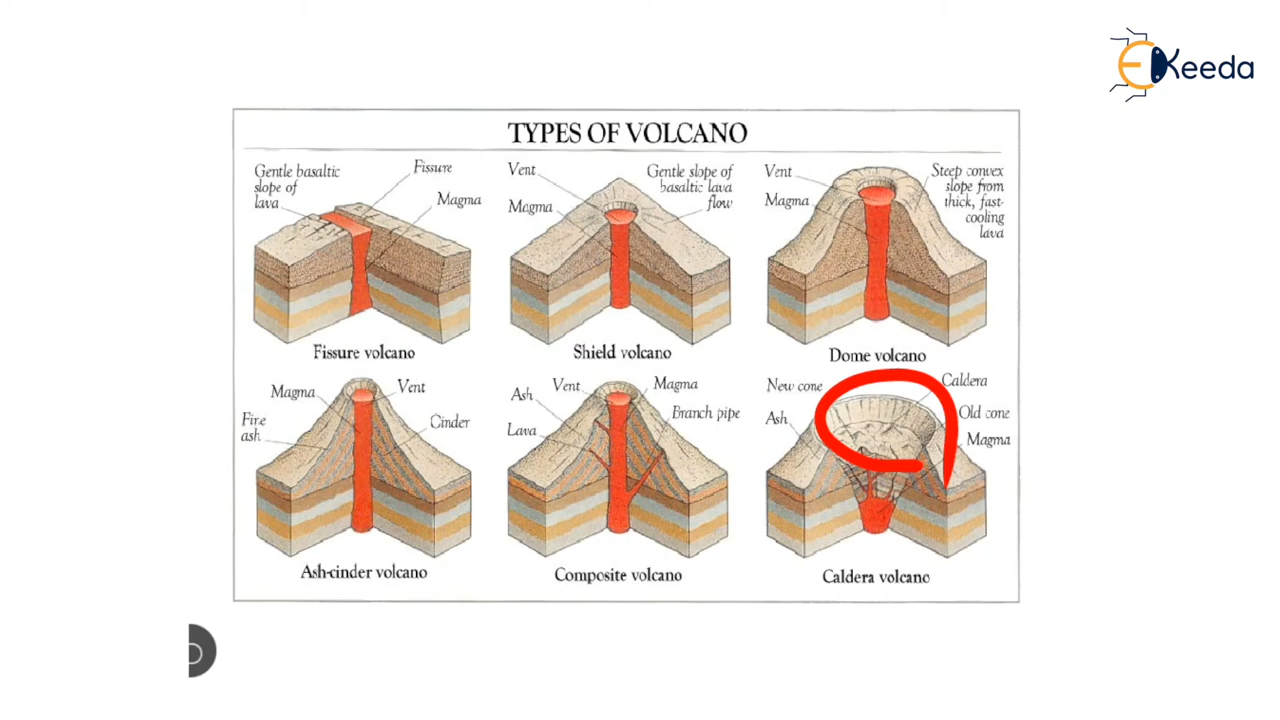 EKeeda
TYPES OF VOLCANO
Gentle basaltic
slope of
lava
Fissure
Magma
Fissure volcano
Vent
Magma
Gentle slope of
basaltic lava
flow
Shield volcano
Vent
Magma
Steep convex
slope from
thick, fast-
cooling
lava
Dome volcano
Magma
Vent
Fire
ash
Cinder
Ash-cinder volcano
Ash
Vent
Magma
Lava
Branch pipe
Composite volcano
New cone
Caldera
Ash
Old cone
Magma
Caldera volcano